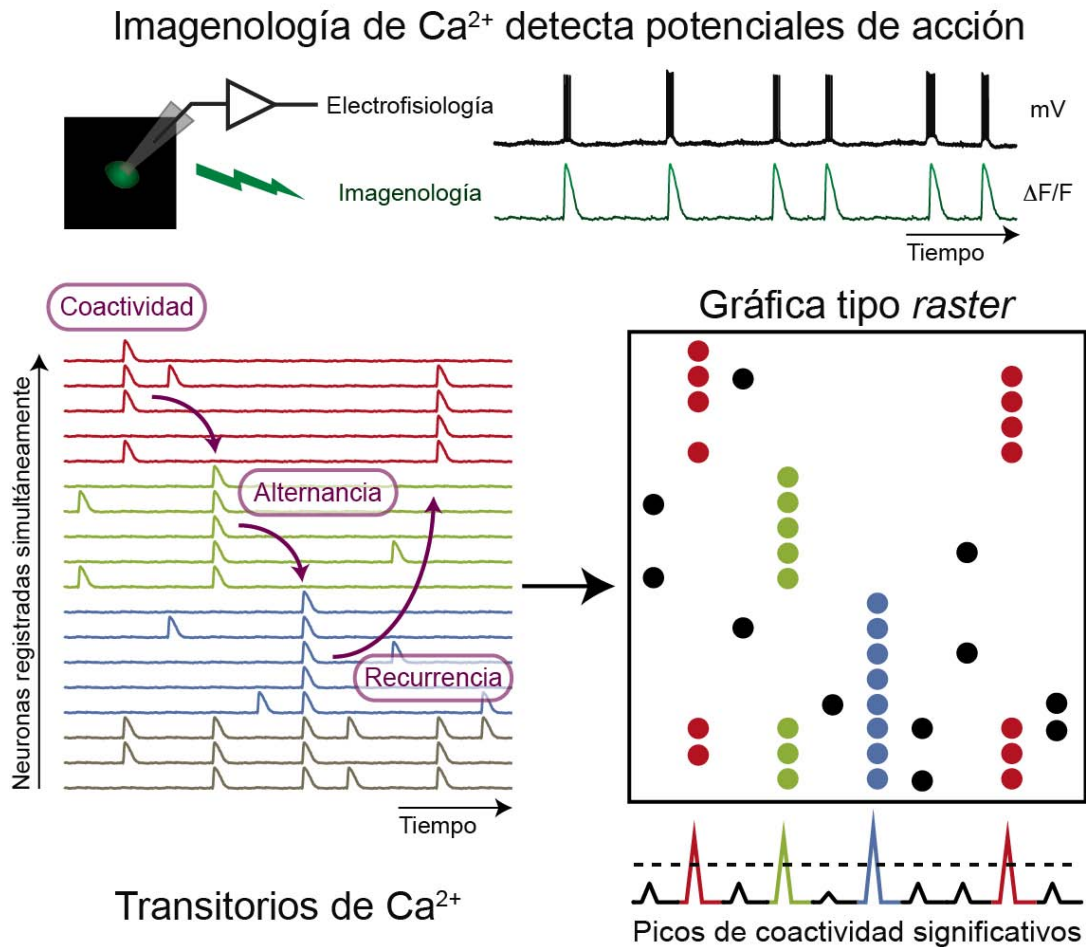 Imagenología de Ca²⁺ detecta potenciales de acción
Electrofisiología
mV
Imagenología
ΔF/F
Tiempo
Coactividad
Gráfica tipo raster
Neuronas registradas simultáneamente
Alternancia
Recurrencia
Tiempo
Transitorios de Ca²⁺
Picos de coactividad significativos